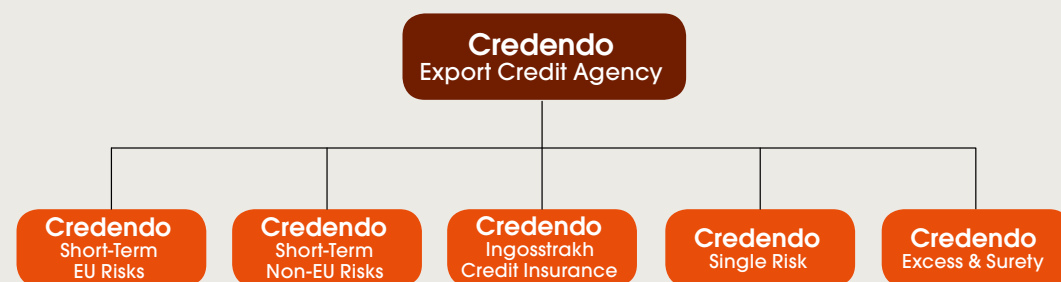 Credendo
Export Credit Agency
Credendo
Short-Term
EU Risks
Credendo
Short-Term
Non-EU Risks
Credendo
Ingosstrakh
Credit Insurance
Credendo
Single Risk
Credendo
Excess & Surety